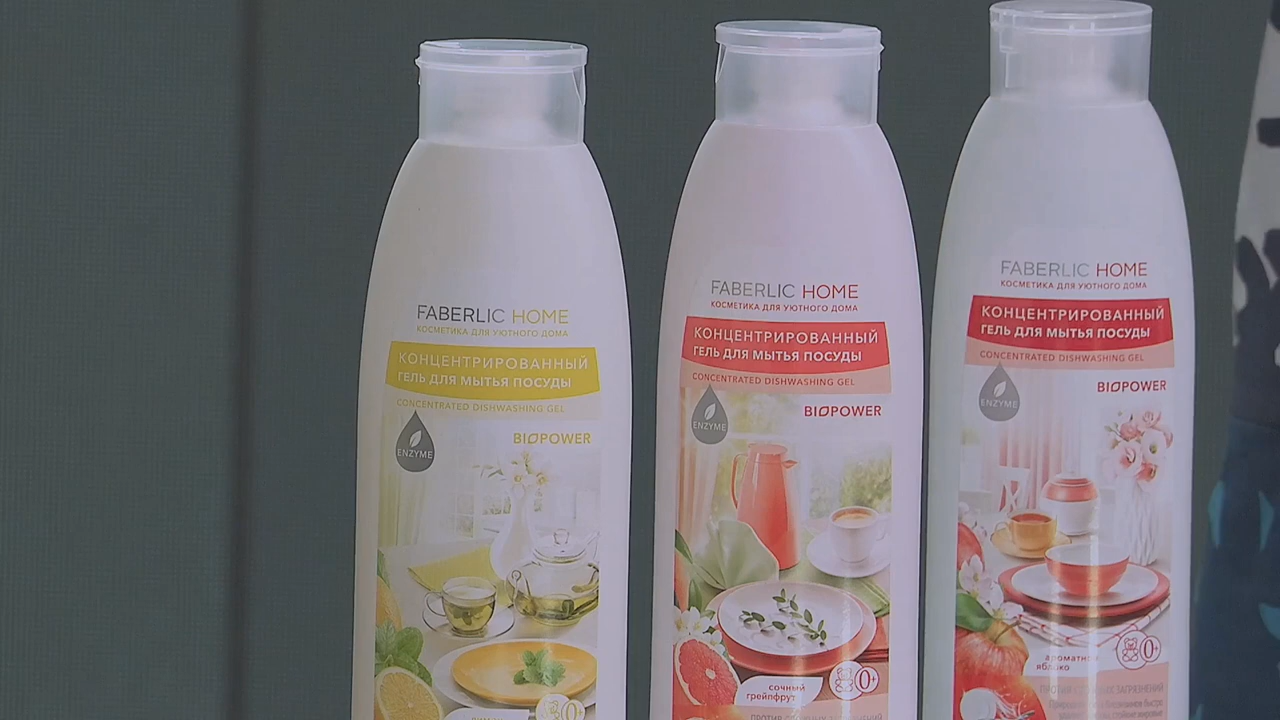 FABERLIC HOME
КОСМЕТИКА ДЛЯ УЮТНОГО ДОМА
КОНЦЕНТРИРОВАННЫЙ
ГЕЛЬ ДЛЯ МЫТЬЯ ПОСУДЫ
CONCENTRATED DISHWASHING GEL
ENZYME
BIOPOWER
FABERLIC HOME
КОСМЕТИКА ДЛЯ УЮТНОГО ДОМА
КОНЦЕНТРИРОВАННЫЙ
ГЕЛЬ ДЛЯ МЫТЬЯ ПОСУДЫ
CONCENTRATED DISHWASHING GEL
ENZYME
BIOPOWER
сочный
грейпфрут
0+
FABERLIC HOME
КОСМЕТИКА ДЛЯ УЮТНОГО ДОМА
КОНЦЕНТРИРОВАННЫЙ
ГЕЛЬ ДЛЯ МЫТЬЯ ПОСУДЫ
CONCENTRATED DISHWASHING GEL
ENZYME
BIOPOWER
ароматное
яблоко
0+
ПРОТИВ ЗАГРЯЗНЕНИЙ